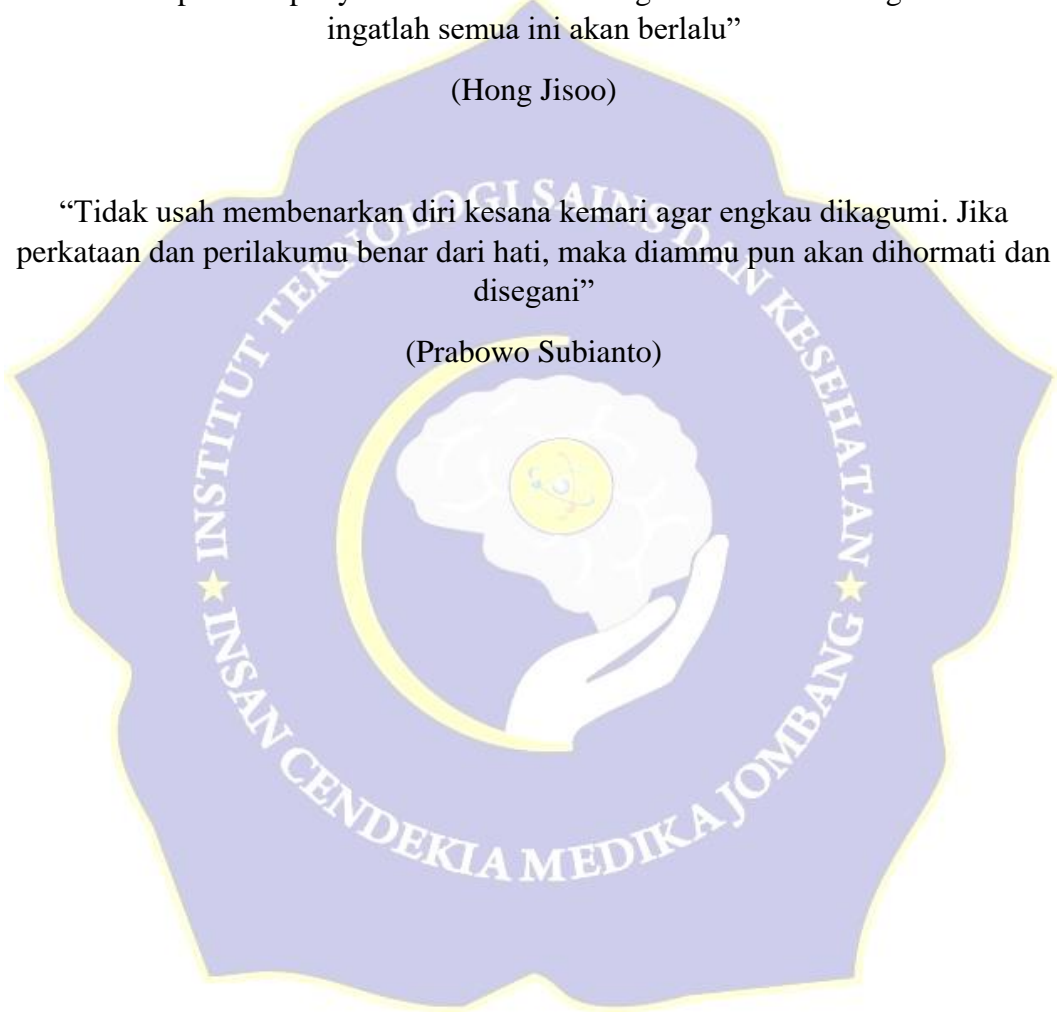 ingatlah semua ini akan berlalu”
(Hong Jisoo)
“Tidak usah membenarkan diri kesana kemari agar engkau dikagumi. Jika
perkataan dan perilakumu benar dari hati, maka diammu pun akan dihormati dan
disegani”
(Prabowo Subianto)
INSTITUT TEKNOLOGI SAINS DAN KESEHATAN
★ INSAN CENDEKIA MEDIKA JOMBANG ★